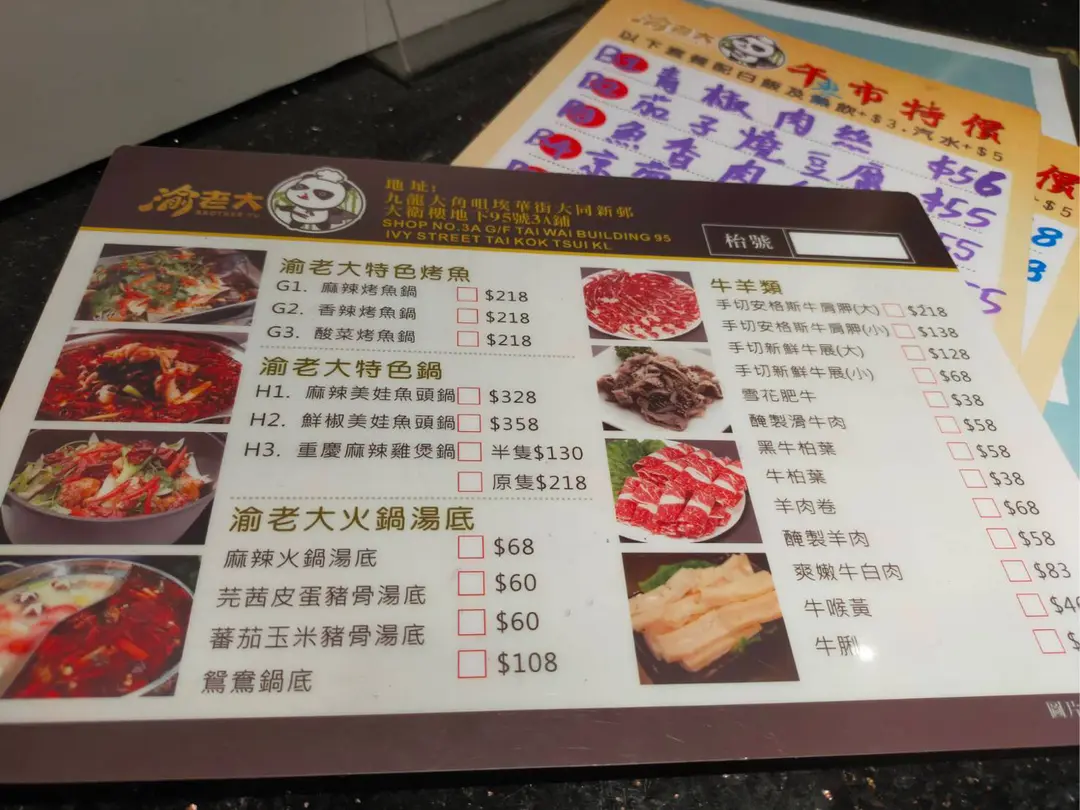 渝老大
BROTHER YU
地址:
九龍大角咀埃華街大同新邨
大衛樓地下95號3A鋪
SHOP NO.3A G/F TAI WAI BUILDING 95
IVY STREET TAI KOK TSUI KL
枱號
渝老大特色烤魚
G1. 麻辣烤魚鍋 $218
G2. 香辣烤魚鍋 $218
G3. 酸菜烤魚鍋 $218
渝老大特色鍋
H1. 麻辣美娃魚頭鍋 $328
H2. 鮮椒美娃魚頭鍋 $358
H3. 重慶麻辣雞煲鍋 半隻$130
原隻$218
渝老大火鍋湯底
麻辣火鍋湯底 $68
芫茜皮蛋豬骨湯底 $60
蕃茄玉米豬骨湯底 $60
鴛鴦鍋底 $108
牛羊類
手切安格斯牛肩胛(大) $218
手切安格斯牛肩胛(小) $138
手切新鮮牛展(大) $128
手切新鮮牛展(小) $68
雪花肥牛 $38
醃製滑牛肉 $58
黑牛柏葉 $58
牛柏葉 $38
羊肉卷 $68
醃製羊肉 $58
爽嫩牛白肉 $83
牛喉黃
牛脷
圖片
渝老大
午市特價
以下套餐配白飯及熱飲+$3.汽水+$5
B1 青椒肉絲 $56
B2 茄子燒豆腐 $55
B3 魚香肉
B4